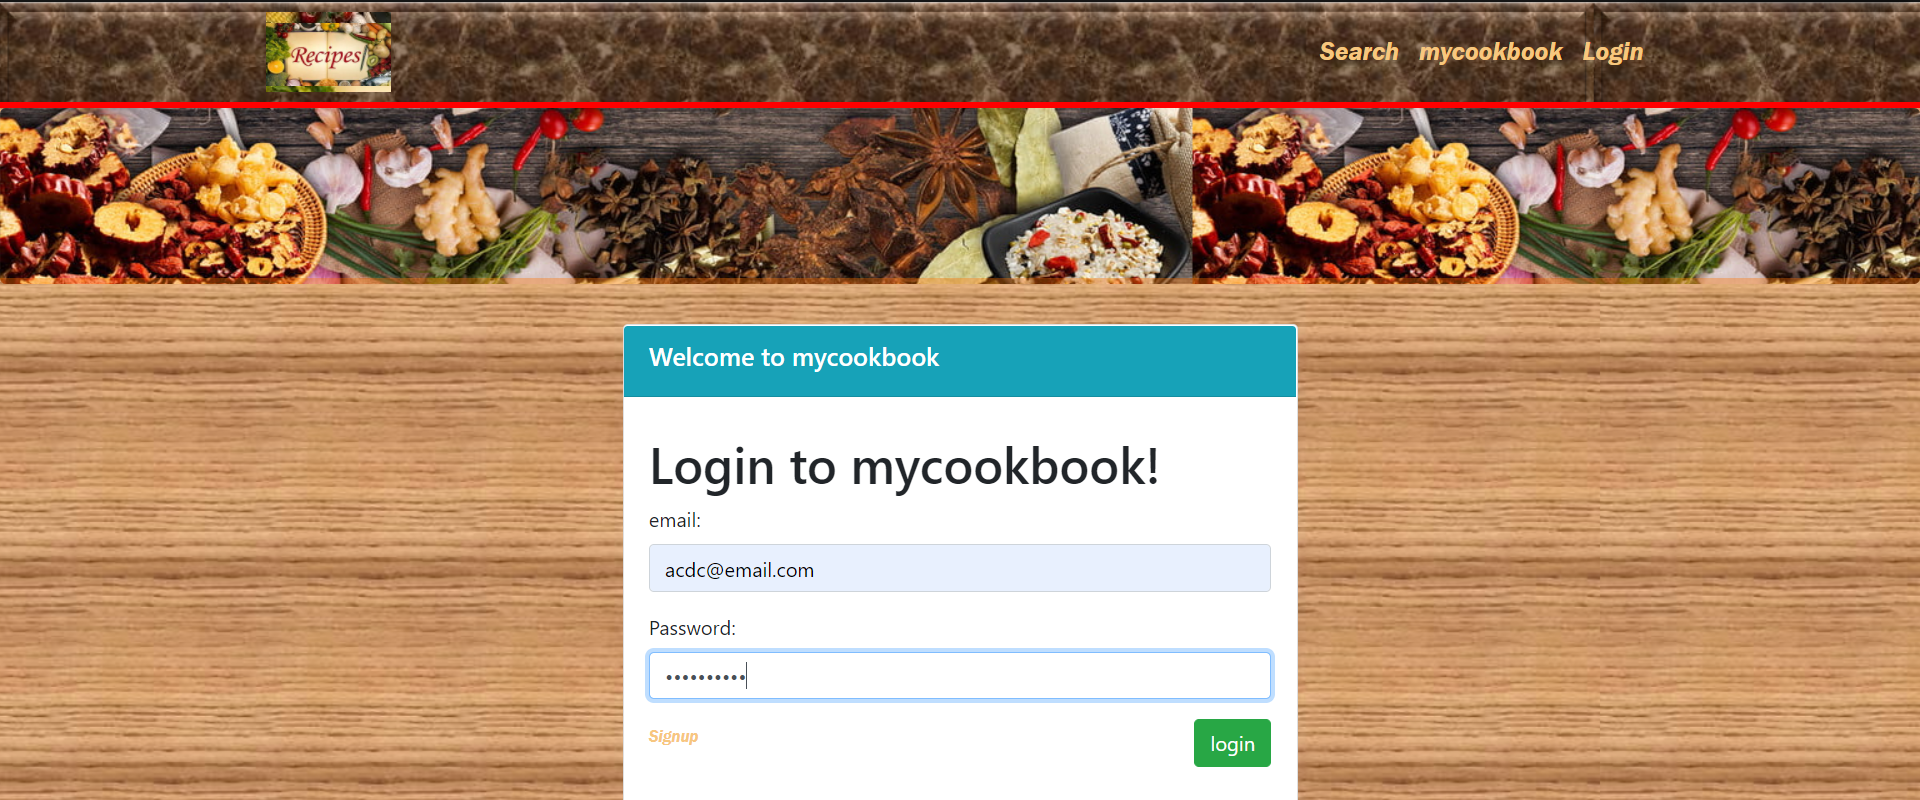 Recipes
Search mycookbook Login
Welcome to mycookbook
Login to mycookbook!
email:
acdc@email.com
Password:
••••••••••
Signup
login